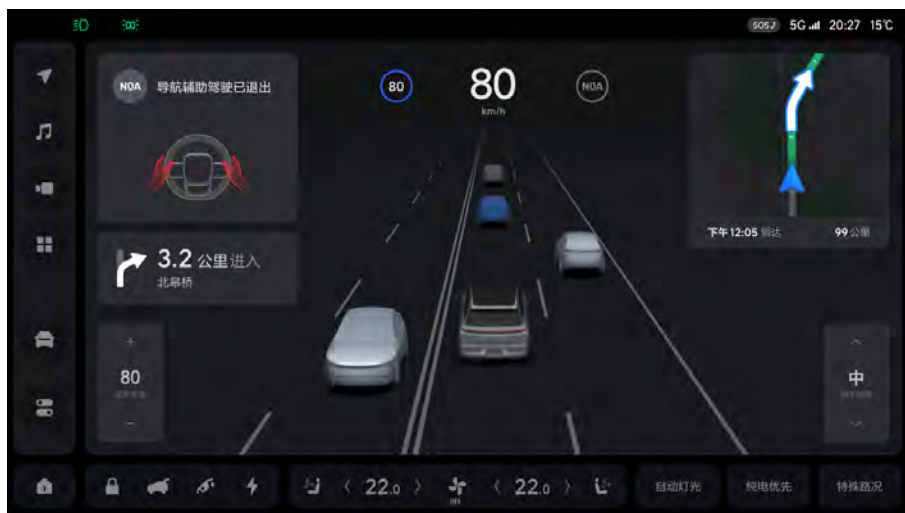 SOS
5G
20:27
15℃
NOA 导航辅助驾驶已退出
80
80
km/h
NOA
3.2 公里进入
北皋桥
下午12:05 到达
99公里
+
80
-
中
22.0
22.0
自动灯光
纯电优先
特殊路况